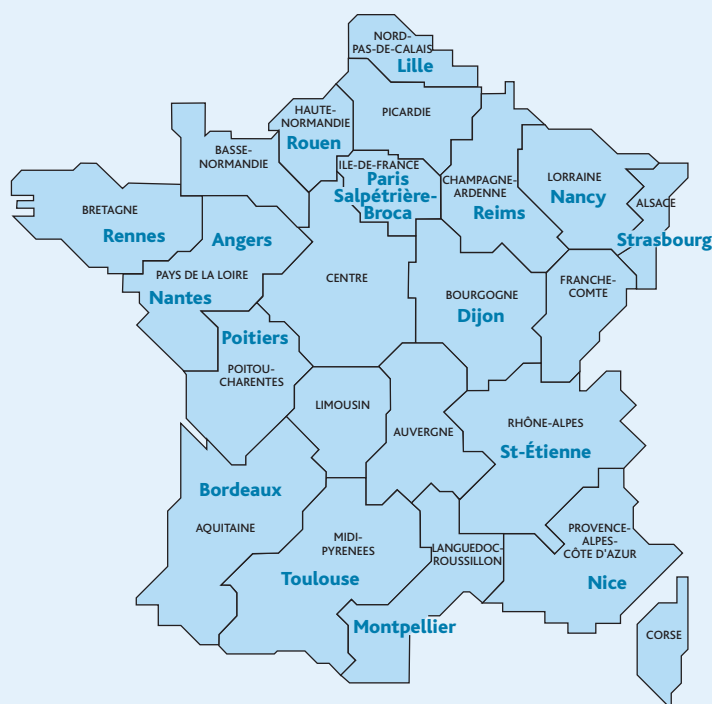 NORD-
PAS-DE-CALAIS
Lille
PICARDIE
HAUTE-
NORMANDIE
Rouen
BASSE-
NORMANDIE
ILE-DE-FRANCE
Paris
Salpétrière-
Broca
CHAMPAGNE-
ARDENNE
Reims
LORRAINE
Nancy
ALSACE
Strasbourg
BRETAGNE
Rennes
Angers
PAYS DE LA LOIRE
Nantes
CENTRE
BOURGOGNE
Dijon
FRANCHE-
COMTE
Poitiers
POITOU-
CHARENTES
LIMOUSIN
AUVERGNE
RHÔNE-ALPES
St-Étienne
Bordeaux
AQUITAINE
MIDI-
PYRENEES
Toulouse
LANGUEDOC-
ROUSSILLON
Montpellier
PROVENCE-
ALPES-
CÔTE D'AZUR
Nice
CORSE